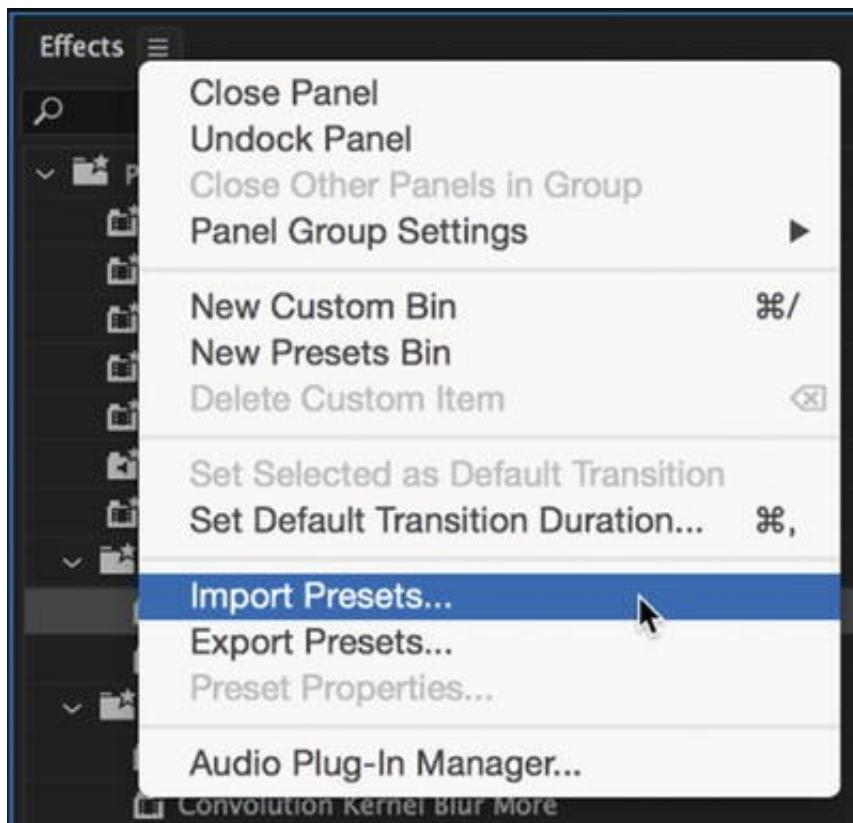 Effects
Close Panel
Undock Panel
Close Other Panels in Group
Panel Group Settings
New Custom Bin ⌘/
New Presets Bin
Delete Custom Item
Set Selected as Default Transition
Set Default Transition Duration... ⌘,
Import Presets...
Export Presets...
Preset Properties...
Audio Plug-In Manager...
Convolution Kernel Blur More